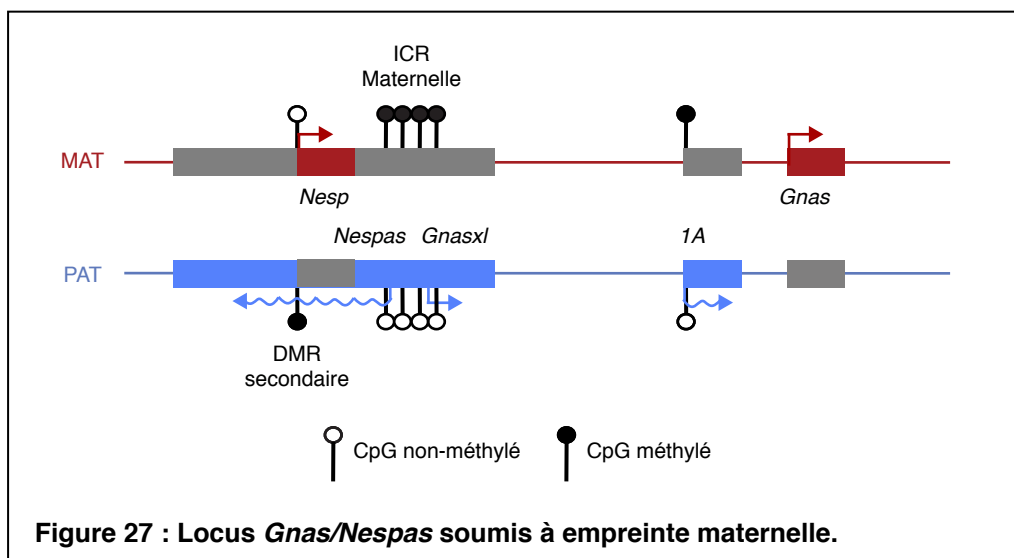 ICR
Maternelle
MAT
Nesp
Gnas
Nespas Gnasxl 1A
PAT
DMR
secondaire
CpG non-méthylé CpG méthylé
Figure 27 : Locus Gnas/Nespas soumis à empreinte maternelle.